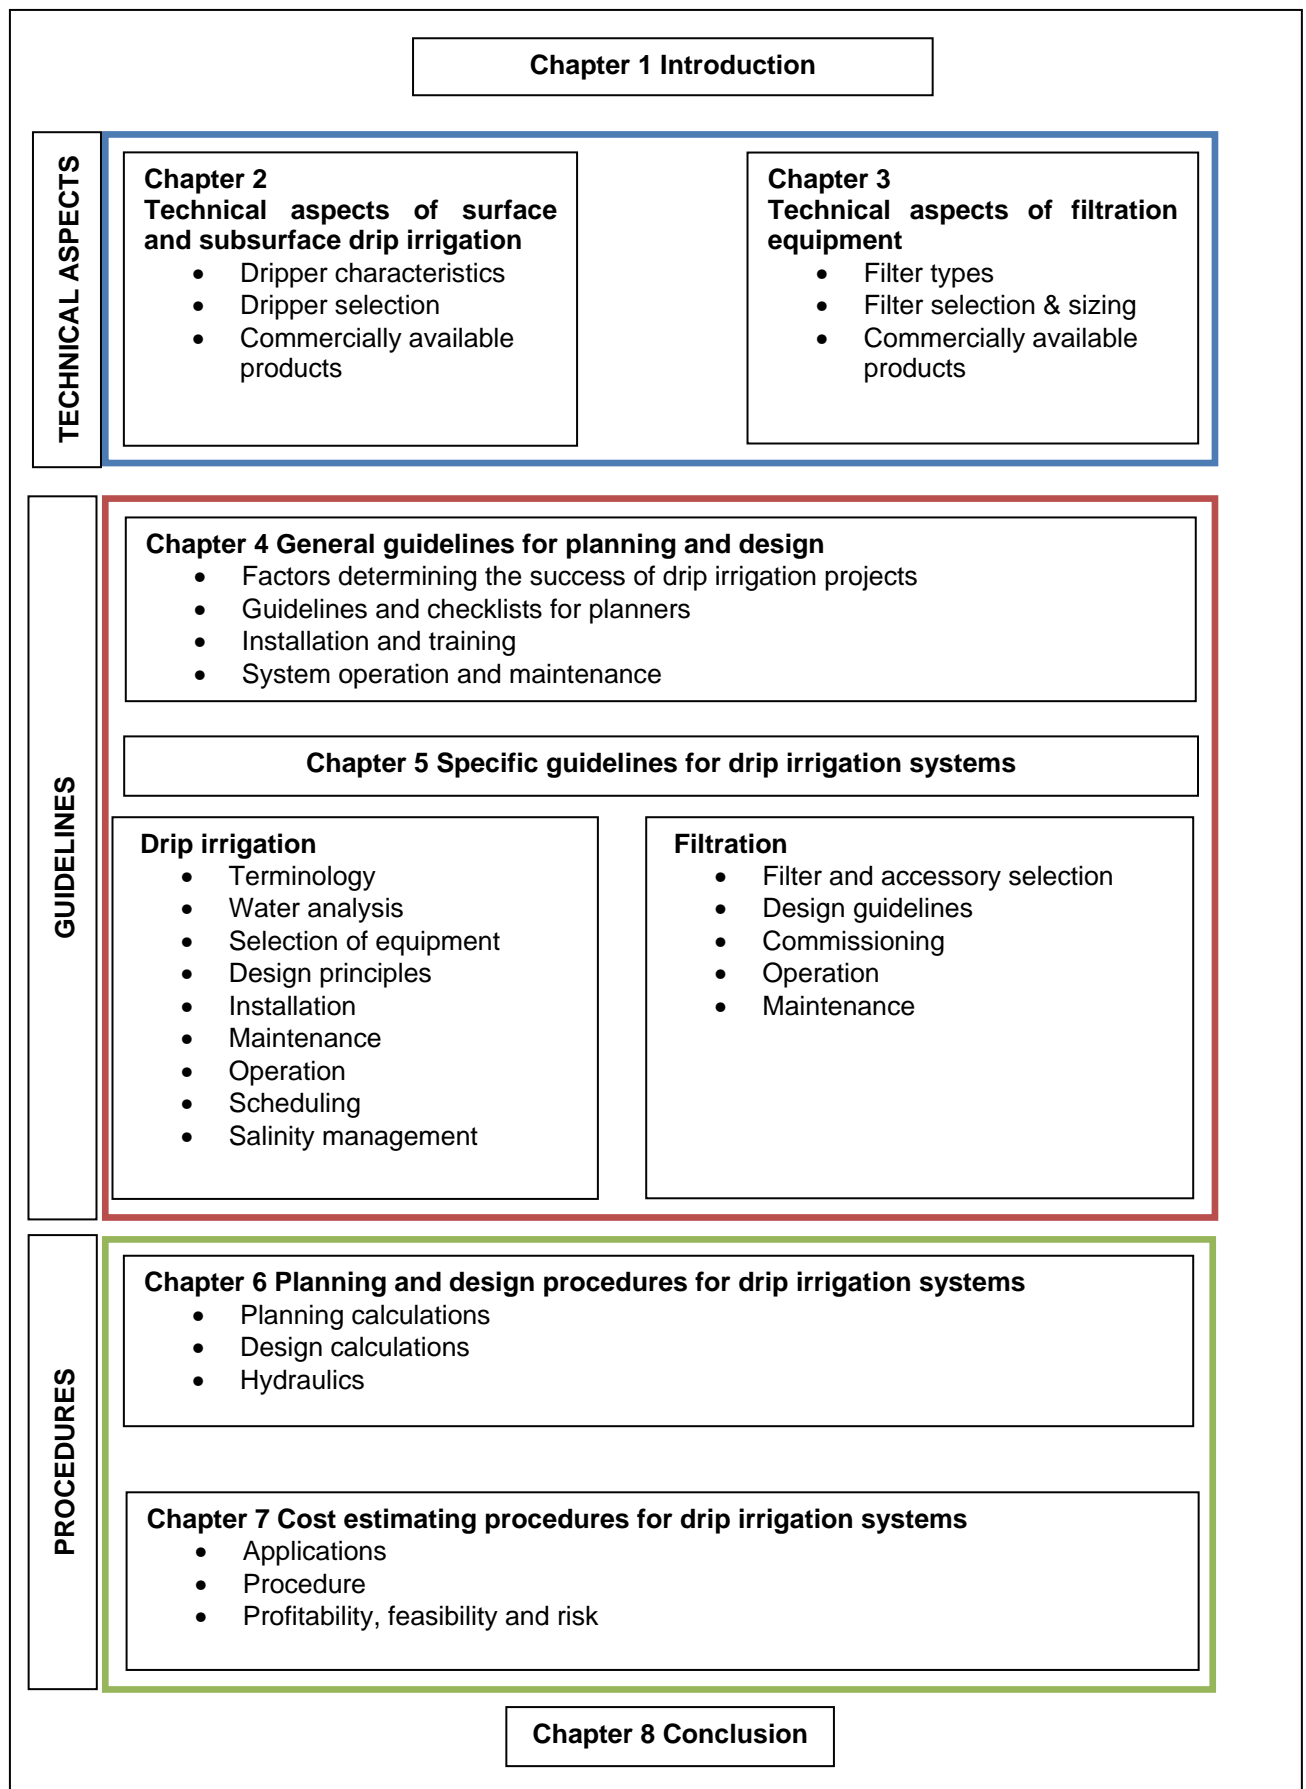 Chapter 1 Introduction
TECHNICAL ASPECTS
Chapter 2
Technical aspects of surface
and subsurface drip irrigation
• Dripper characteristics
• Dripper selection
• Commercially available
products
Chapter 3
Technical aspects of filtration
equipment
• Filter types
• Filter selection & sizing
• Commercially available
products
GUIDELINES
Chapter 4 General guidelines for planning and design
• Factors determining the success of drip irrigation projects
• Guidelines and checklists for planners
• Installation and training
• System operation and maintenance
Chapter 5 Specific guidelines for drip irrigation systems
Drip irrigation
• Terminology
• Water analysis
• Selection of equipment
• Design principles
• Installation
• Maintenance
• Operation
• Scheduling
• Salinity management
Filtration
• Filter and accessory selection
• Design guidelines
• Commissioning
• Operation
• Maintenance
PROCEDURES
Chapter 6 Planning and design procedures for drip irrigation systems
• Planning calculations
• Design calculations
• Hydraulics
Chapter 7 Cost estimating procedures for drip irrigation systems
• Applications
• Procedure
• Profitability, feasibility and risk
Chapter 8 Conclusion